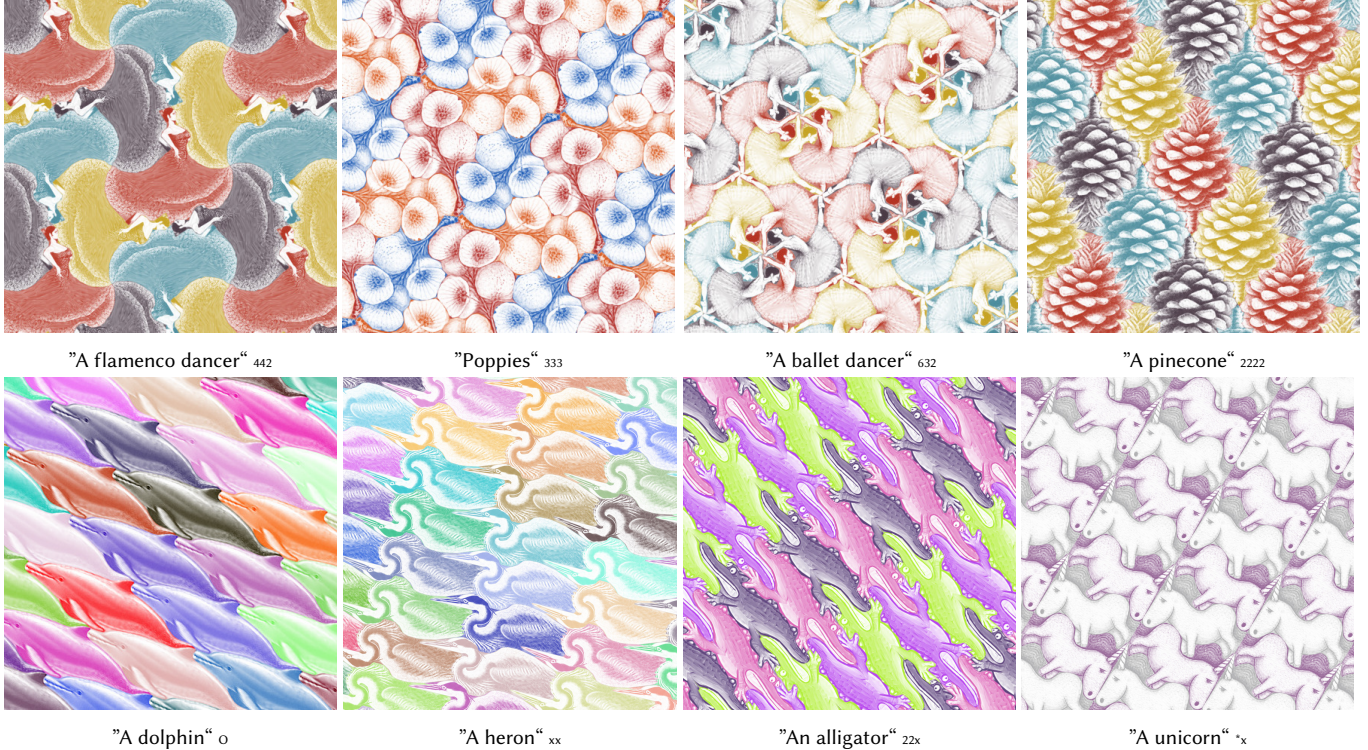 ”A flamenco dancer“ 442
”Poppies“ 333
”A ballet dancer“ 632
”A pinecone“ 2222
”A dolphin“ O
”A heron“ xx
”An alligator“ 22x
”A unicorn“ *x